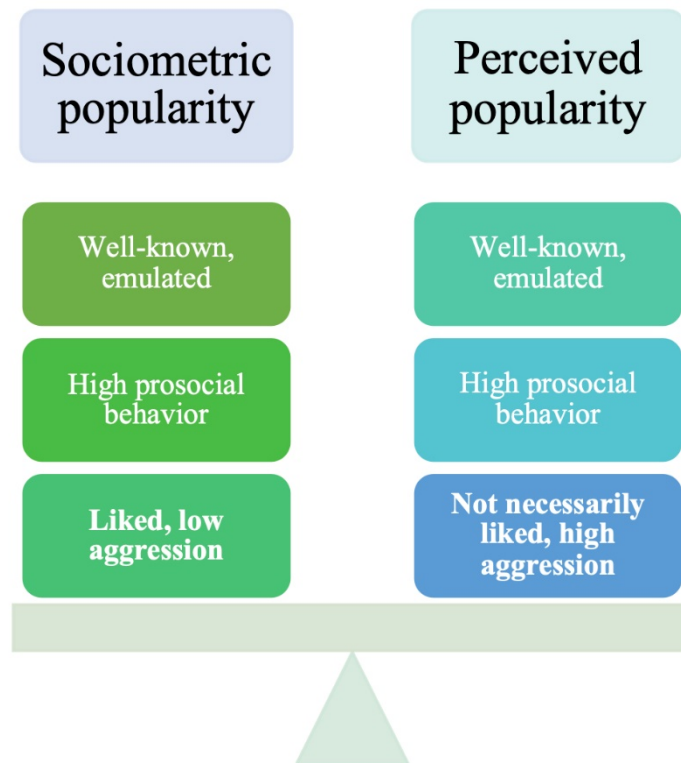 Sociometric
popularity
Perceived
popularity
Well-known,
emulated
Well-known,
emulated
High prosocial
behavior
High prosocial
behavior
Liked, low
aggression
Not necessarily
liked, high
aggression